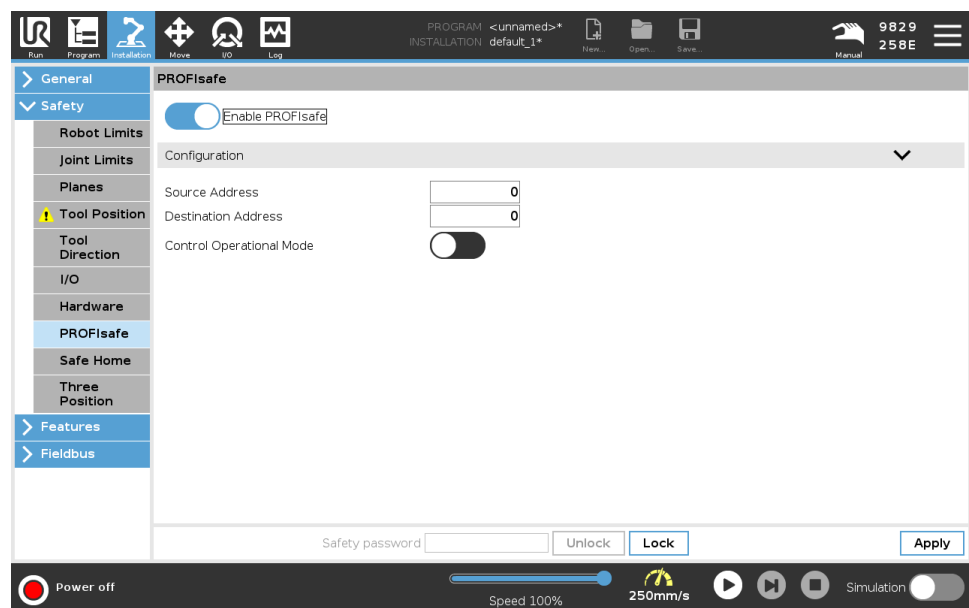 PROGRAM <unnamed>*
INSTALLATION default_1*
UR
Run Program Installation Move I/O Log
New... Open... Save...
Manual
9829
258E
General
Safety
Robot Limits
Joint Limits
Planes
Tool Position
Tool
Direction
I/O
Hardware
PROFIsafe
Safe Home
Three
Position
Features
Fieldbus
PROFIsafe
Enable PROFIsafe
Configuration
Source Address 0
Destination Address 0
Control Operational Mode
Safety password Unlock Lock Apply
Power off
Speed 100%
250mm/s
Simulation